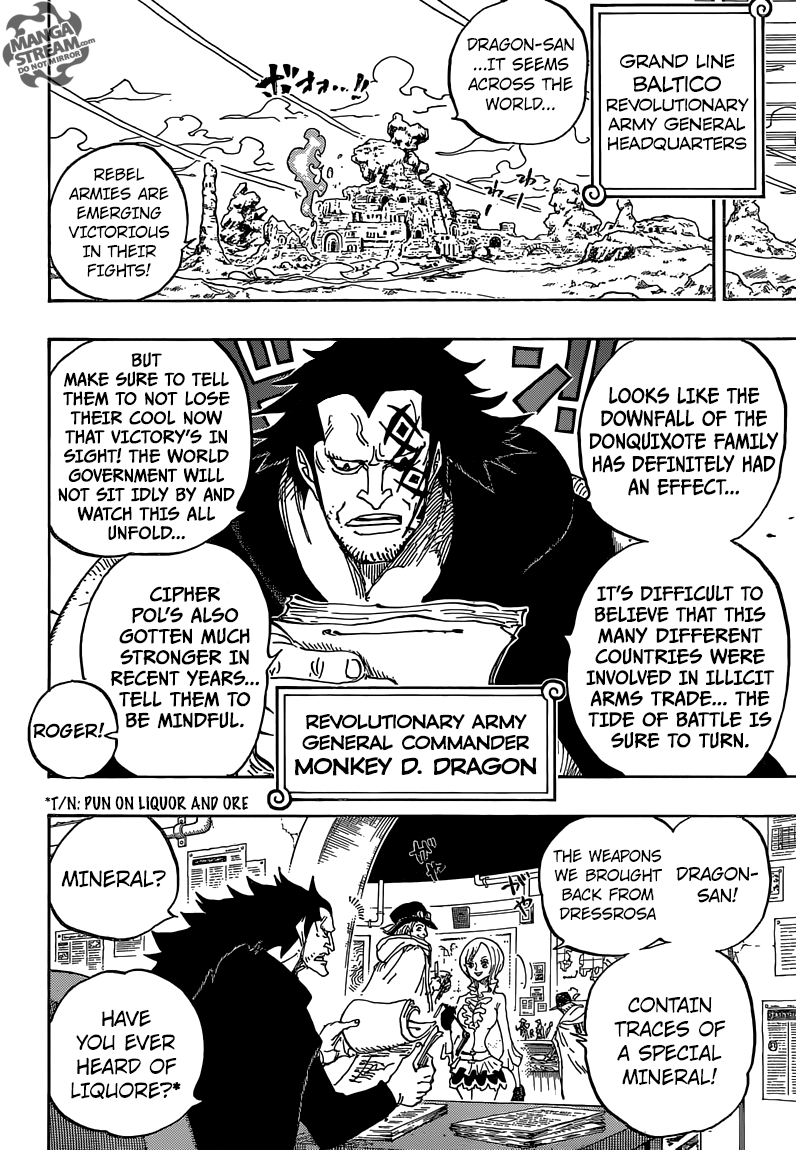 MANGA
STREAM.com
DO NOT MIRROR
GRAND LINE
BALTICO
REVOLUTIONARY
ARMY GENERAL
HEADQUARTERS
DRAGON-SAN
...IT SEEMS
ACROSS THE
WORLD...
REBEL
ARMIES ARE
EMERGING
VICTORIOUS
IN THEIR
FIGHTS!
LOOKS LIKE THE
DOWNFALL OF THE
DONQUIXOTE FAMILY
HAS DEFINITELY HAD
AN EFFECT...
IT'S DIFFICULT TO
BELIEVE THAT THIS
MANY DIFFERENT
COUNTRIES WERE
INVOLVED IN ILLICIT
ARMS TRADE... THE
TIDE OF BATTLE IS
SURE TO TURN.
BUT
MAKE SURE TO TELL
THEM TO NOT LOSE
THEIR COOL NOW
THAT VICTORY'S IN
SIGHT! THE WORLD
GOVERNMENT WILL
NOT SIT IDLY BY AND
WATCH THIS ALL
UNFOLD...
CIPHER
POL'S ALSO
GOTTEN MUCH
STRONGER IN
RECENT YEARS...
TELL THEM TO
BE MINDFUL.
ROGER!
REVOLUTIONARY ARMY
GENERAL COMMANDER
MONKEY D. DRAGON
*T/N: PUN ON LIQUOR AND ORE
DRAGON-
SAN!
THE WEAPONS
WE BROUGHT
BACK FROM
DRESSROSA
CONTAIN
TRACES OF
A SPECIAL
MINERAL!
MINERAL?
HAVE
YOU EVER
HEARD OF
LIQUORE?*